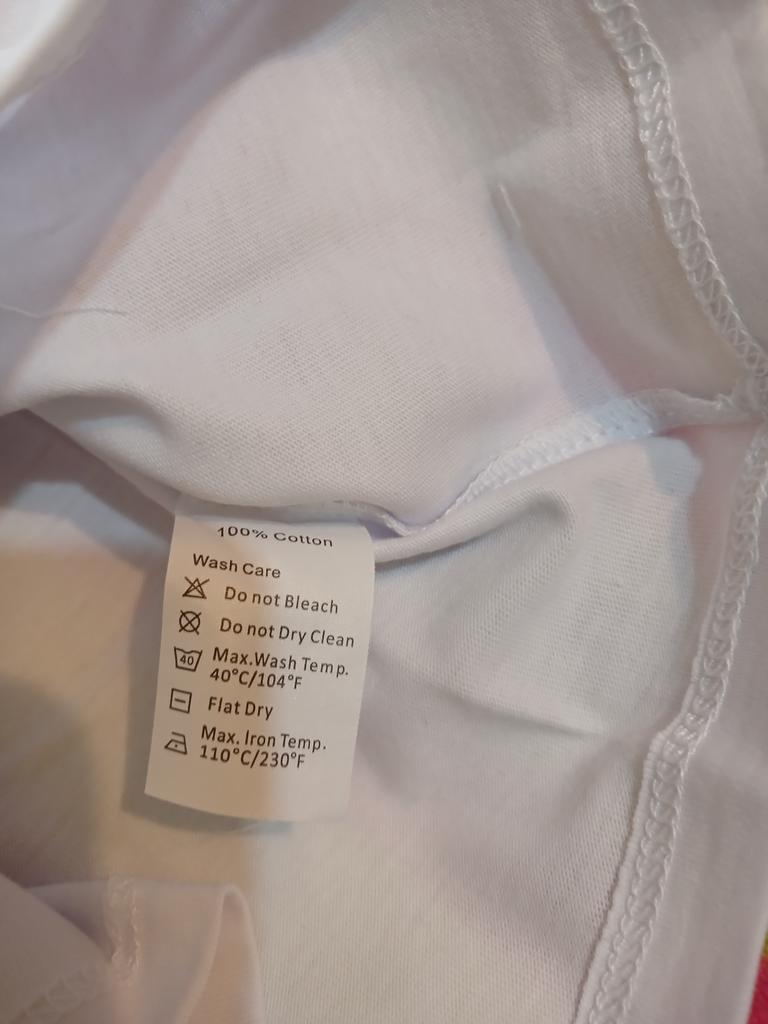 100% Cotton
Wash Care
Do not Bleach
Do not Dry Clean
40
Max.Wash Temp.
40°C/104°F
Flat Dry
Max. Iron Temp.
110°C/230°F